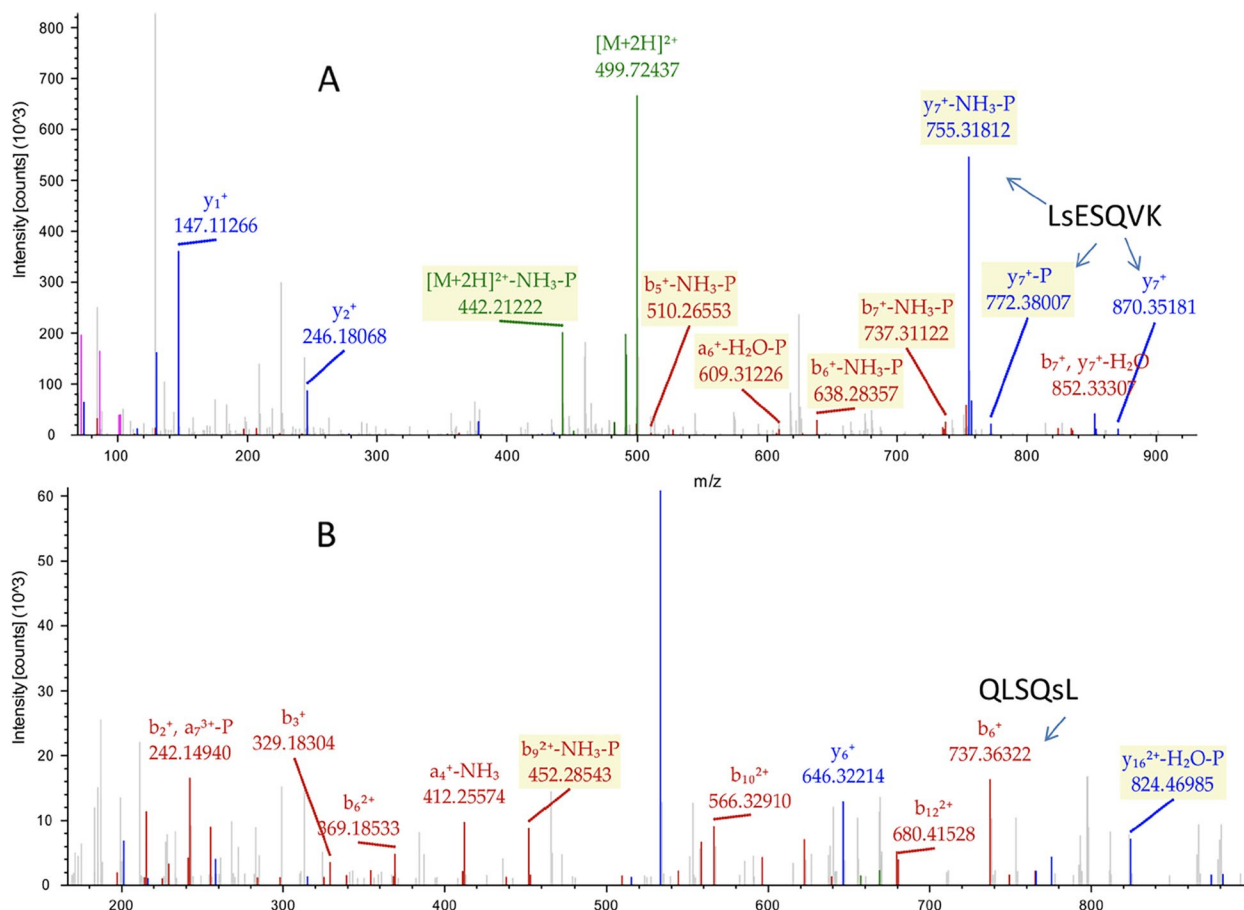 A
Intensity [counts] (10^3)
800
700
600
500
400
300
200
100
0
[M+2H]²⁺
499.72437
y₇⁺-NH₃-P
755.31812
LsESQVK
y₁⁺
147.11266
y₂⁺
246.18068
[M+2H]²⁺-NH₃-P
442.21222
b₅⁺-NH₃-P
510.26553
a₆⁺-H₂O-P
609.31226
b₆⁺-NH₃-P
638.28357
b₇⁺-NH₃-P
737.31122
y₇⁺-P
772.38007
y₇⁺
870.35181
b₇⁺, y₇⁺-H₂O
852.33307
100 200 300 400 500 600 700 800 900
m/z
B
Intensity [counts] (10^3)
60
50
40
30
20
10
0
QLSQsL
b₂⁺, a₇³⁺-P
242.14940
b₃⁺
329.18304
b₆²⁺
369.18533
a₄⁺-NH₃
412.25574
b₉²⁺-NH₃-P
452.28543
b₁₀²⁺
566.32910
y₆⁺
646.32214
b₁₂²⁺
680.41528
b₆⁺
737.36322
y₁₆²⁺-H₂O-P
824.46985
200 300 400 500 600 700 800